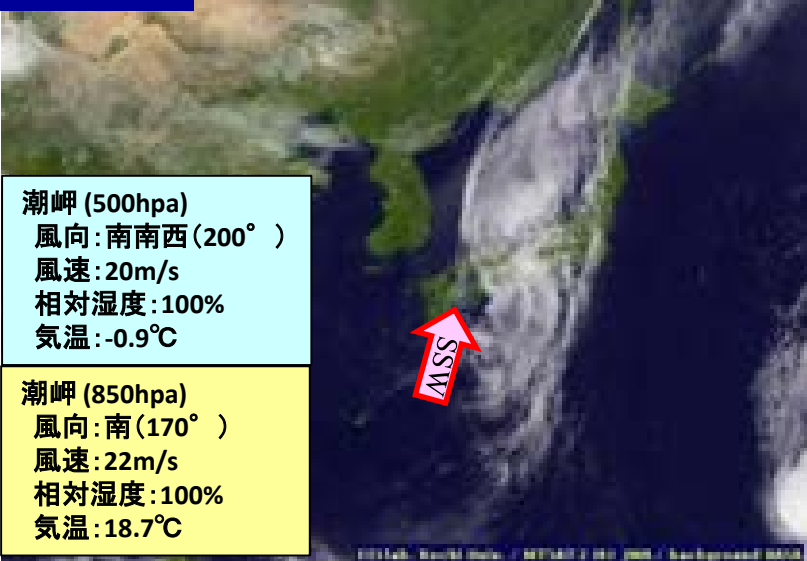 潮岬 (500hpa)
風向:南南西(200°)
風速:20m/s
相対湿度:100%
気温:-0.9℃
SSW
潮岬 (850hpa)
風向:南(170°)
風速:22m/s
相対湿度:100%
気温:18.7℃